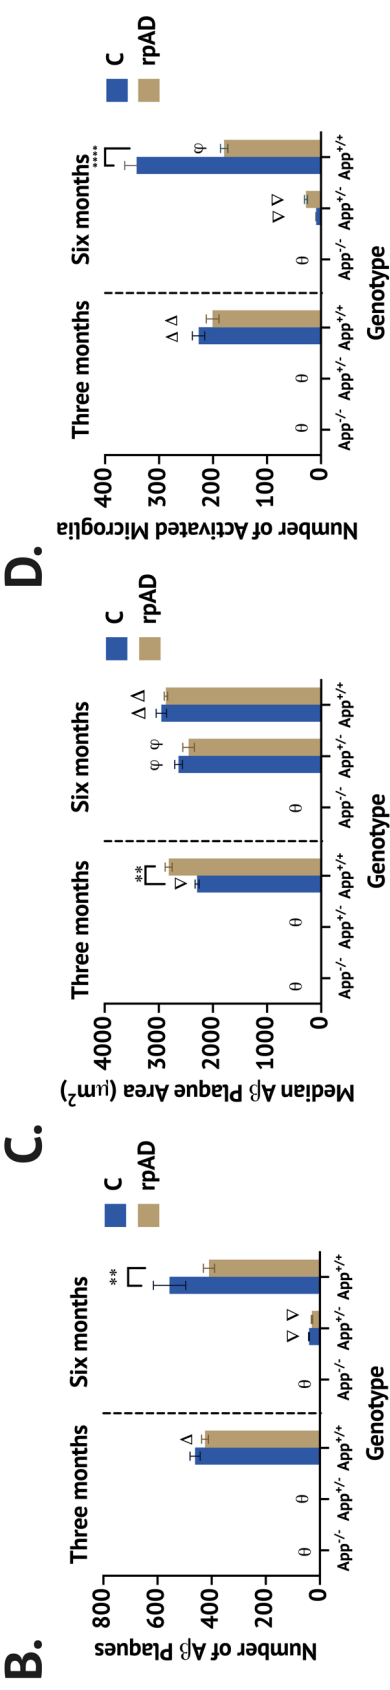 B.
Three months
Six months
C
rpAD
Number of Aβ Plaques
800
600
400
200
0
θ
θ
Δ
θ
∇ ∇
**
App-/-
App+/-
App+/+
App-/-
App+/-
App+/+
Genotype
C.
Three months
Six months
C
rpAD
Median Aβ Plaque Area (μm²)
4000
3000
2000
1000
0
θ
θ
∇
**
θ
φ φ
Δ Δ
App-/-
App+/-
App+/+
App-/-
App+/-
App+/+
Genotype
D.
Three months
Six months
C
rpAD
Number of Activated Microglia
400
300
200
100
0
θ
θ
Δ Δ
θ
∇ ∇
****
φ
App-/-
App+/-
App+/+
App-/-
App+/-
App+/+
Genotype